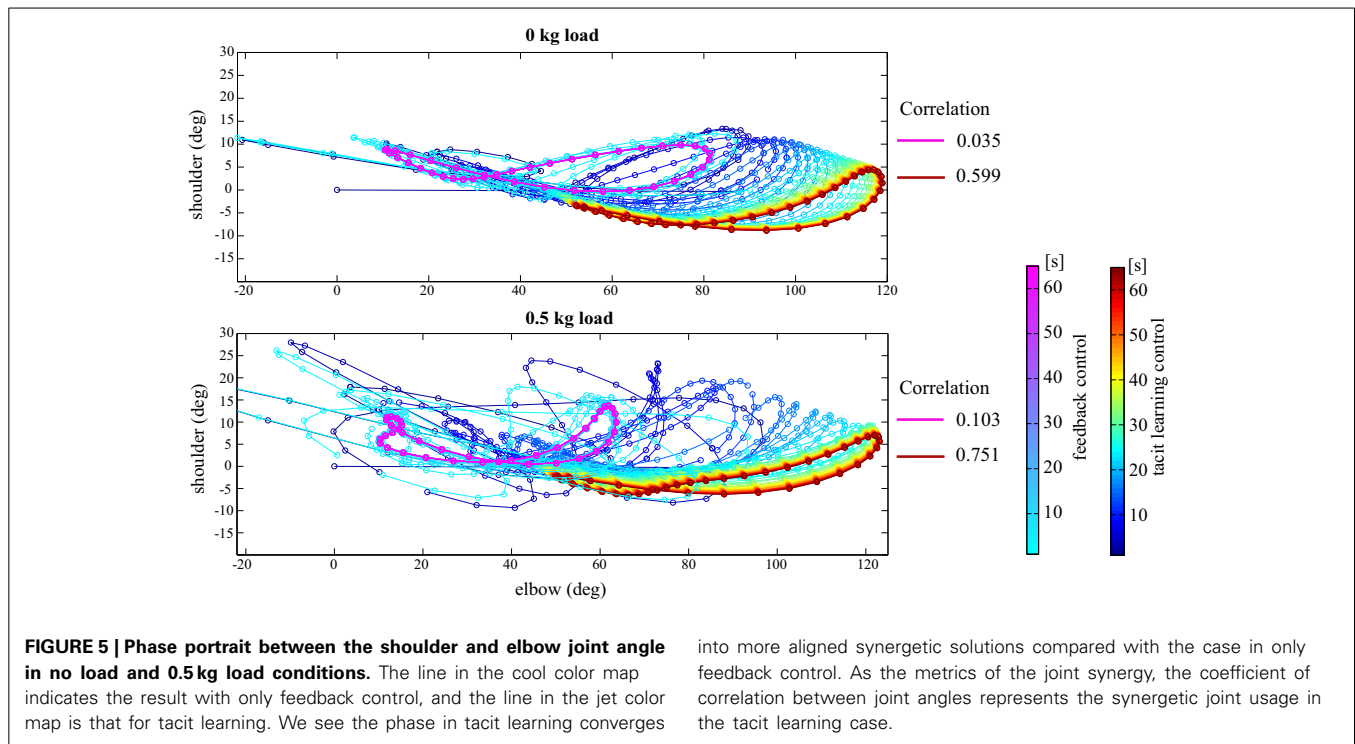 0 kg load
30
25
20
15
10
5
0
-5
-10
-15
shoulder (deg)
-20
0
20
40
60
80
100
120
Correlation
0.035
0.599
0.5 kg load
30
25
20
15
10
5
0
-5
-10
-15
shoulder (deg)
-20
0
20
40
60
80
100
120
elbow (deg)
Correlation
0.103
0.751
[s]
60
50
40
30
20
10
feedback control
[s]
60
50
40
30
20
10
tacit learning control
FIGURE 5 | Phase portrait between the shoulder and elbow joint angle
in no load and 0.5 kg load conditions. The line in the cool color map
indicates the result with only feedback control, and the line in the jet color
map is that for tacit learning. We see the phase in tacit learning converges
into more aligned synergetic solutions compared with the case in only
feedback control. As the metrics of the joint synergy, the coefficient of
correlation between joint angles represents the synergetic joint usage in
the tacit learning case.